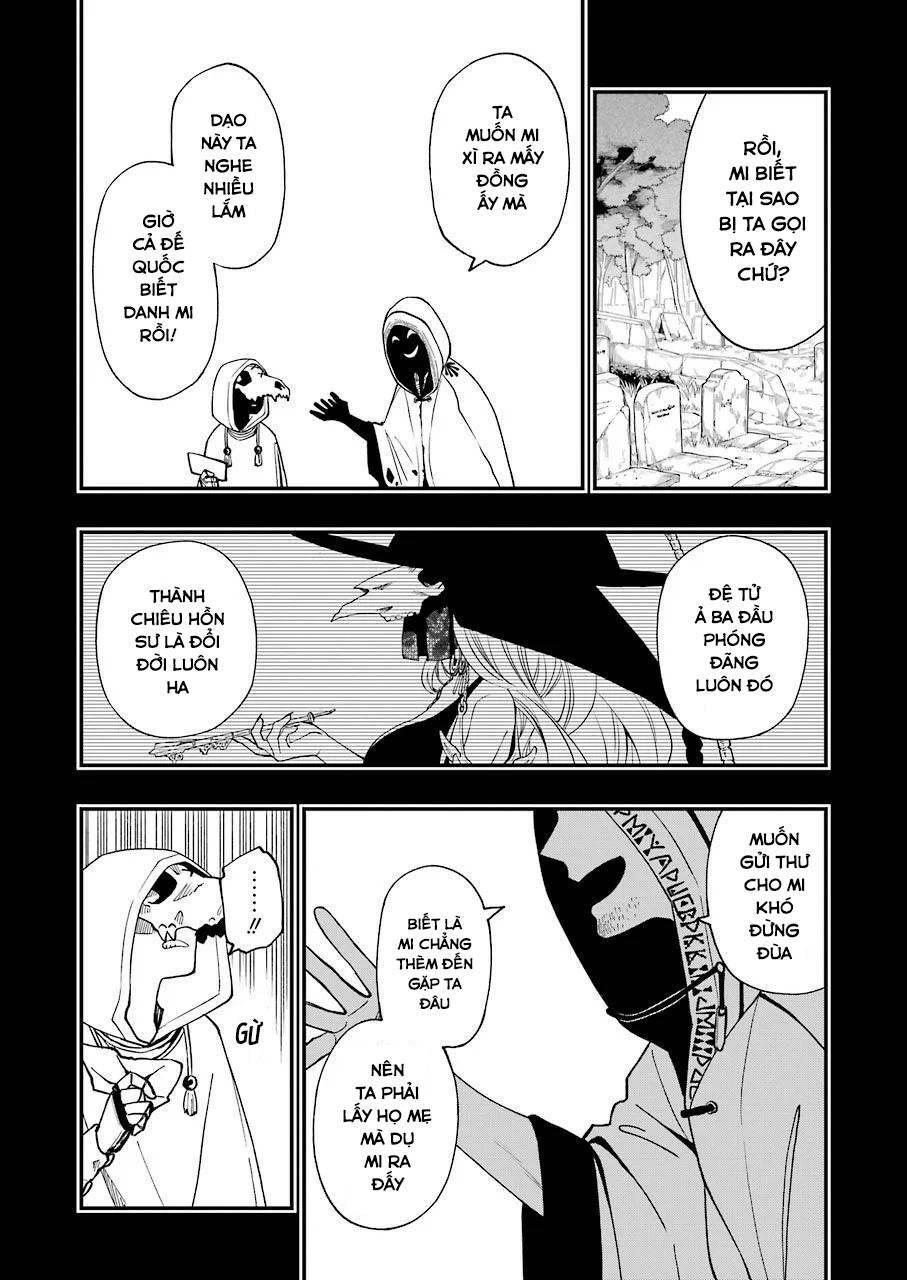 RỒI,
MI BIẾT
TẠI SAO
BỊ TA GỌI
RA ĐÂY
CHỨ?
TA
MUỐN MI
XÌ RA MẤY
ĐỒNG
ẤY MÀ
DẠO
NÀY TA
NGHE
NHIỀU
LẮM
GIỜ
CẢ ĐẾ
QUỐC
BIẾT
DANH MI
RỒI!
ĐỆ TỬ
Ả BA ĐẦU
PHÓNG
ĐÃNG
LUÔN ĐÓ
THÀNH
CHIÊU HỒN
SƯ LÀ ĐỔI
ĐỜI LUÔN
HA
MUỐN
GỬI THƯ
CHO MI
KHÓ
ĐỪNG
ĐÙA
BIẾT LÀ
MI CHẲNG
THÈM ĐẾN
GẶP TA
ĐÂU
NÊN
TA PHẢI
LẤY HỌ MẸ
MÀ DỤ
MI RA
ĐẤY
......!!
GỪ